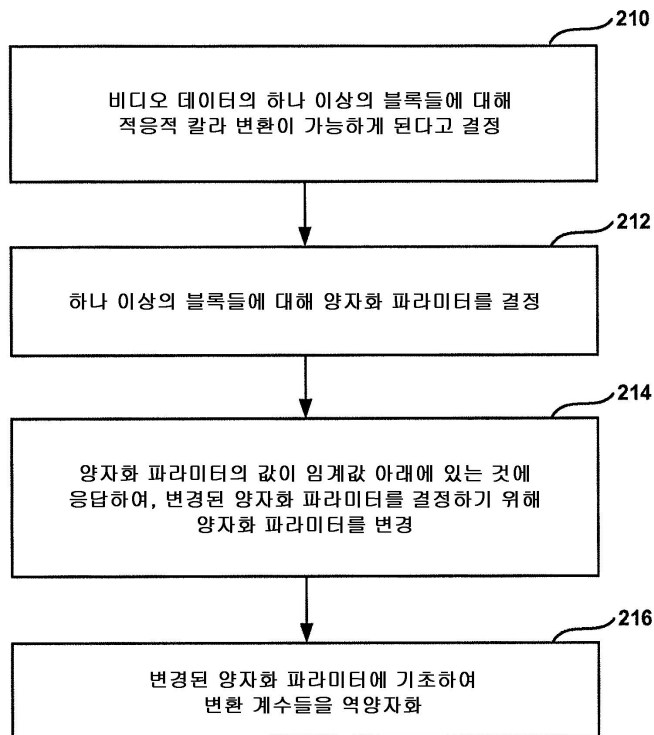 210
비디오 데이터의 하나 이상의 블록들에 대해
적응적 칼라 변환이 가능하게 된다고 결정
212
하나 이상의 블록들에 대해 양자화 파라미터를 결정
214
양자화 파라미터의 값이 임계값 아래에 있는 것에
응답하여, 변경된 양자화 파라미터를 결정하기 위해
양자화 파라미터를 변경
216
변경된 양자화 파라미터에 기초하여
변환 계수들을 역양자화